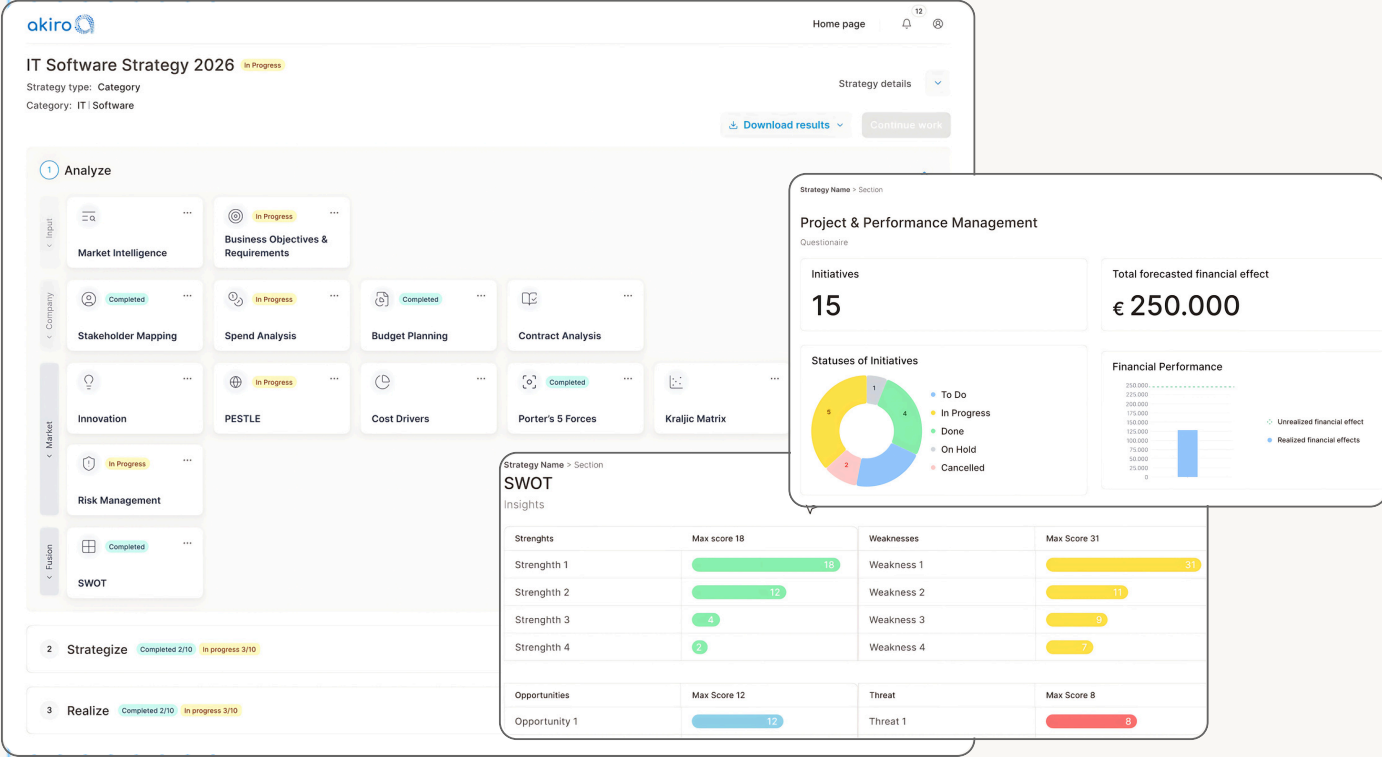 akiro
Home page
12
IT Software Strategy 2026 In Progress
Strategy type: Category
Category: IT | Software
Strategy details
Download results
Continue work
1 Analyze
< Input
Market Intelligence
In Progress
Business Objectives &
Requirements
< Company
Completed
Stakeholder Mapping
In Progress
Spend Analysis
Completed
Budget Planning
Contract Analysis
< Market
Innovation
In Progress
PESTLE
Cost Drivers
Completed
Porter's 5 Forces
Kraljic Matrix
In Progress
Risk Management
< Fusion
Completed
SWOT
2 Strategize Completed 2/10 In progress 3/10
3 Realize Completed 2/10 In progress 3/10
Strategy Name > Section
Project & Performance Management
Questionaire
Initiatives
15
Total forecasted financial effect
€ 250.000
Statuses of Initiatives
1
4
5
2
To Do
In Progress
Done
On Hold
Cancelled
Financial Performance
250.000
225.000
200.000
175.000
150.000
125.000
100.000
75.000
50.000
25.000
0
Unrealized financial effect
Realized financial effects
Strategy Name > Section
SWOT
Insights
Strenghts Max score 18 Weaknesses Max Score 31
Strenghth 1 18 Weakness 1 31
Strenghth 2 12 Weakness 2 11
Strenghth 3 4 Weakness 3 9
Strenghth 4 2 Weakness 4 7
Opportunities Max Score 12 Threat Max Score 8
Opportunity 1 12 Threat 1 8